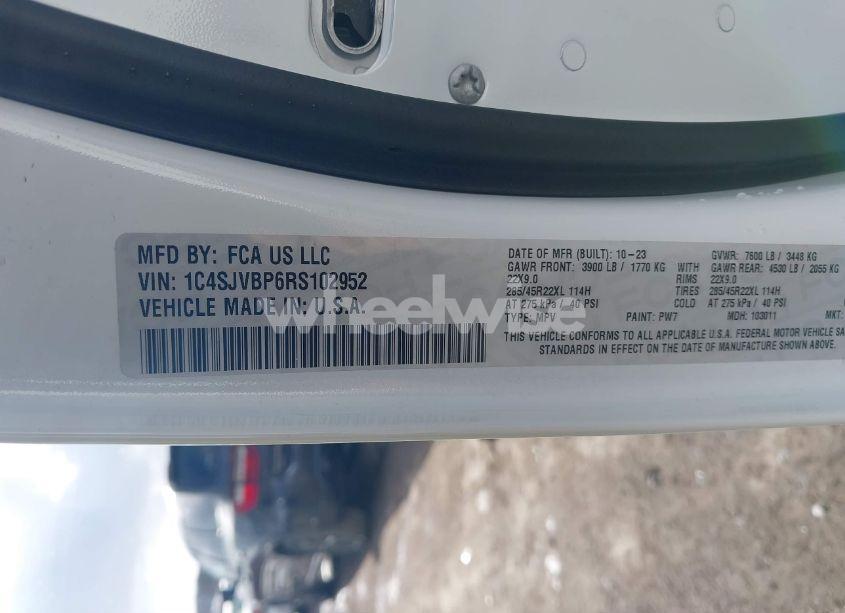 MFD BY: FCA US LLC
VIN: 1C4SJVBP6RS102952
VEHICLE MADE IN: U.S.A.
DATE OF MFR (BUILT): 10-23 GVWR: 7600 LB / 3448 KG
GAWR FRONT: 3900 LB / 1770 KG WITH GAWR REAR: 4530 LB / 2055 KG
22X9.0 RIMS 22X9.0
285/45R22XL 114H TIRES 285/45R22XL 114H
AT 275 kPa / 40 PSI COLD AT 275 kPa / 40 PSI
TYPE: MPV PAINT: PW7 MDH: 103011 MKT:
THIS VEHICLE CONFORMS TO ALL APPLICABLE U.S.A. FEDERAL MOTOR VEHICLE SA
STANDARDS IN EFFECT ON THE DATE OF MANUFACTURE SHOWN ABOVE.
wheelwise